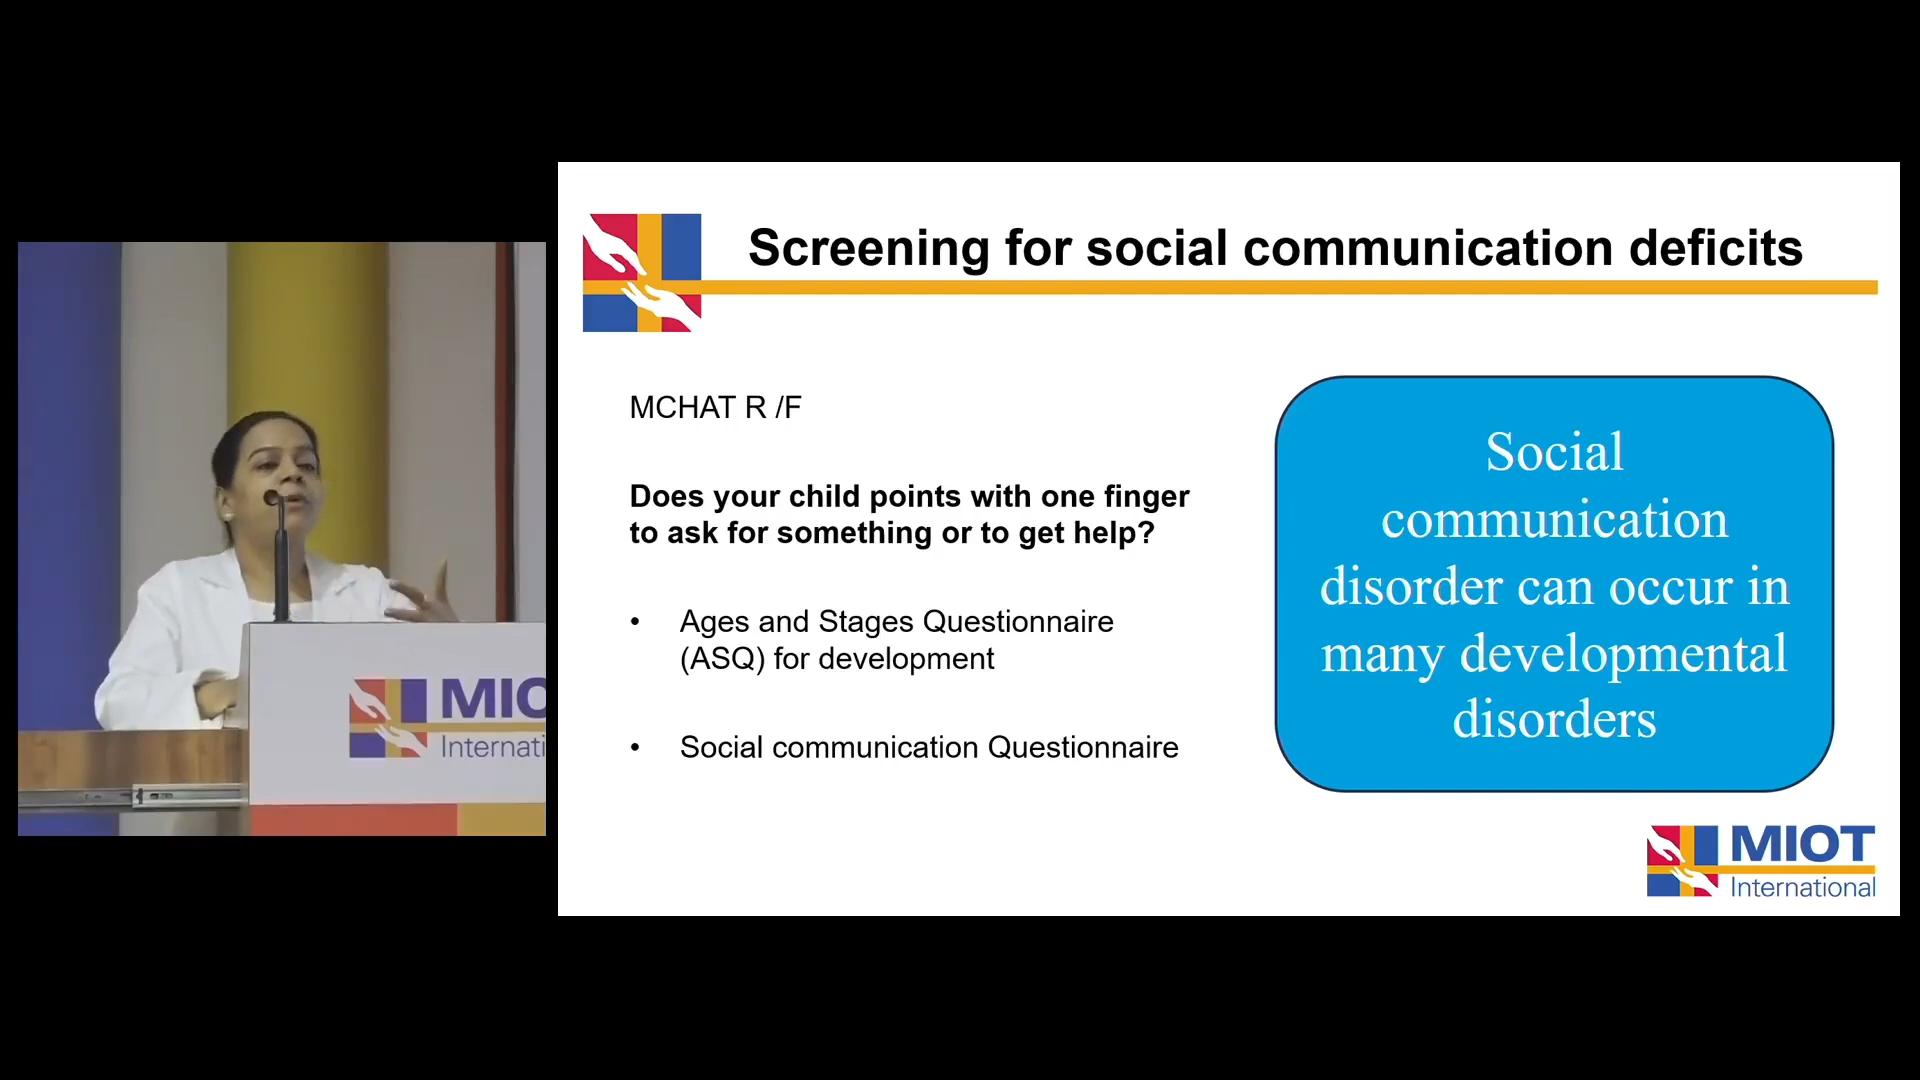 Screening for social communication deficits
MCHAT R /F
Does your child points with one finger
to ask for something or to get help?
• Ages and Stages Questionnaire
(ASQ) for development
• Social communication Questionnaire
Social
communication
disorder can occur in
many developmental
disorders
MIOT
International
MIO
Internati